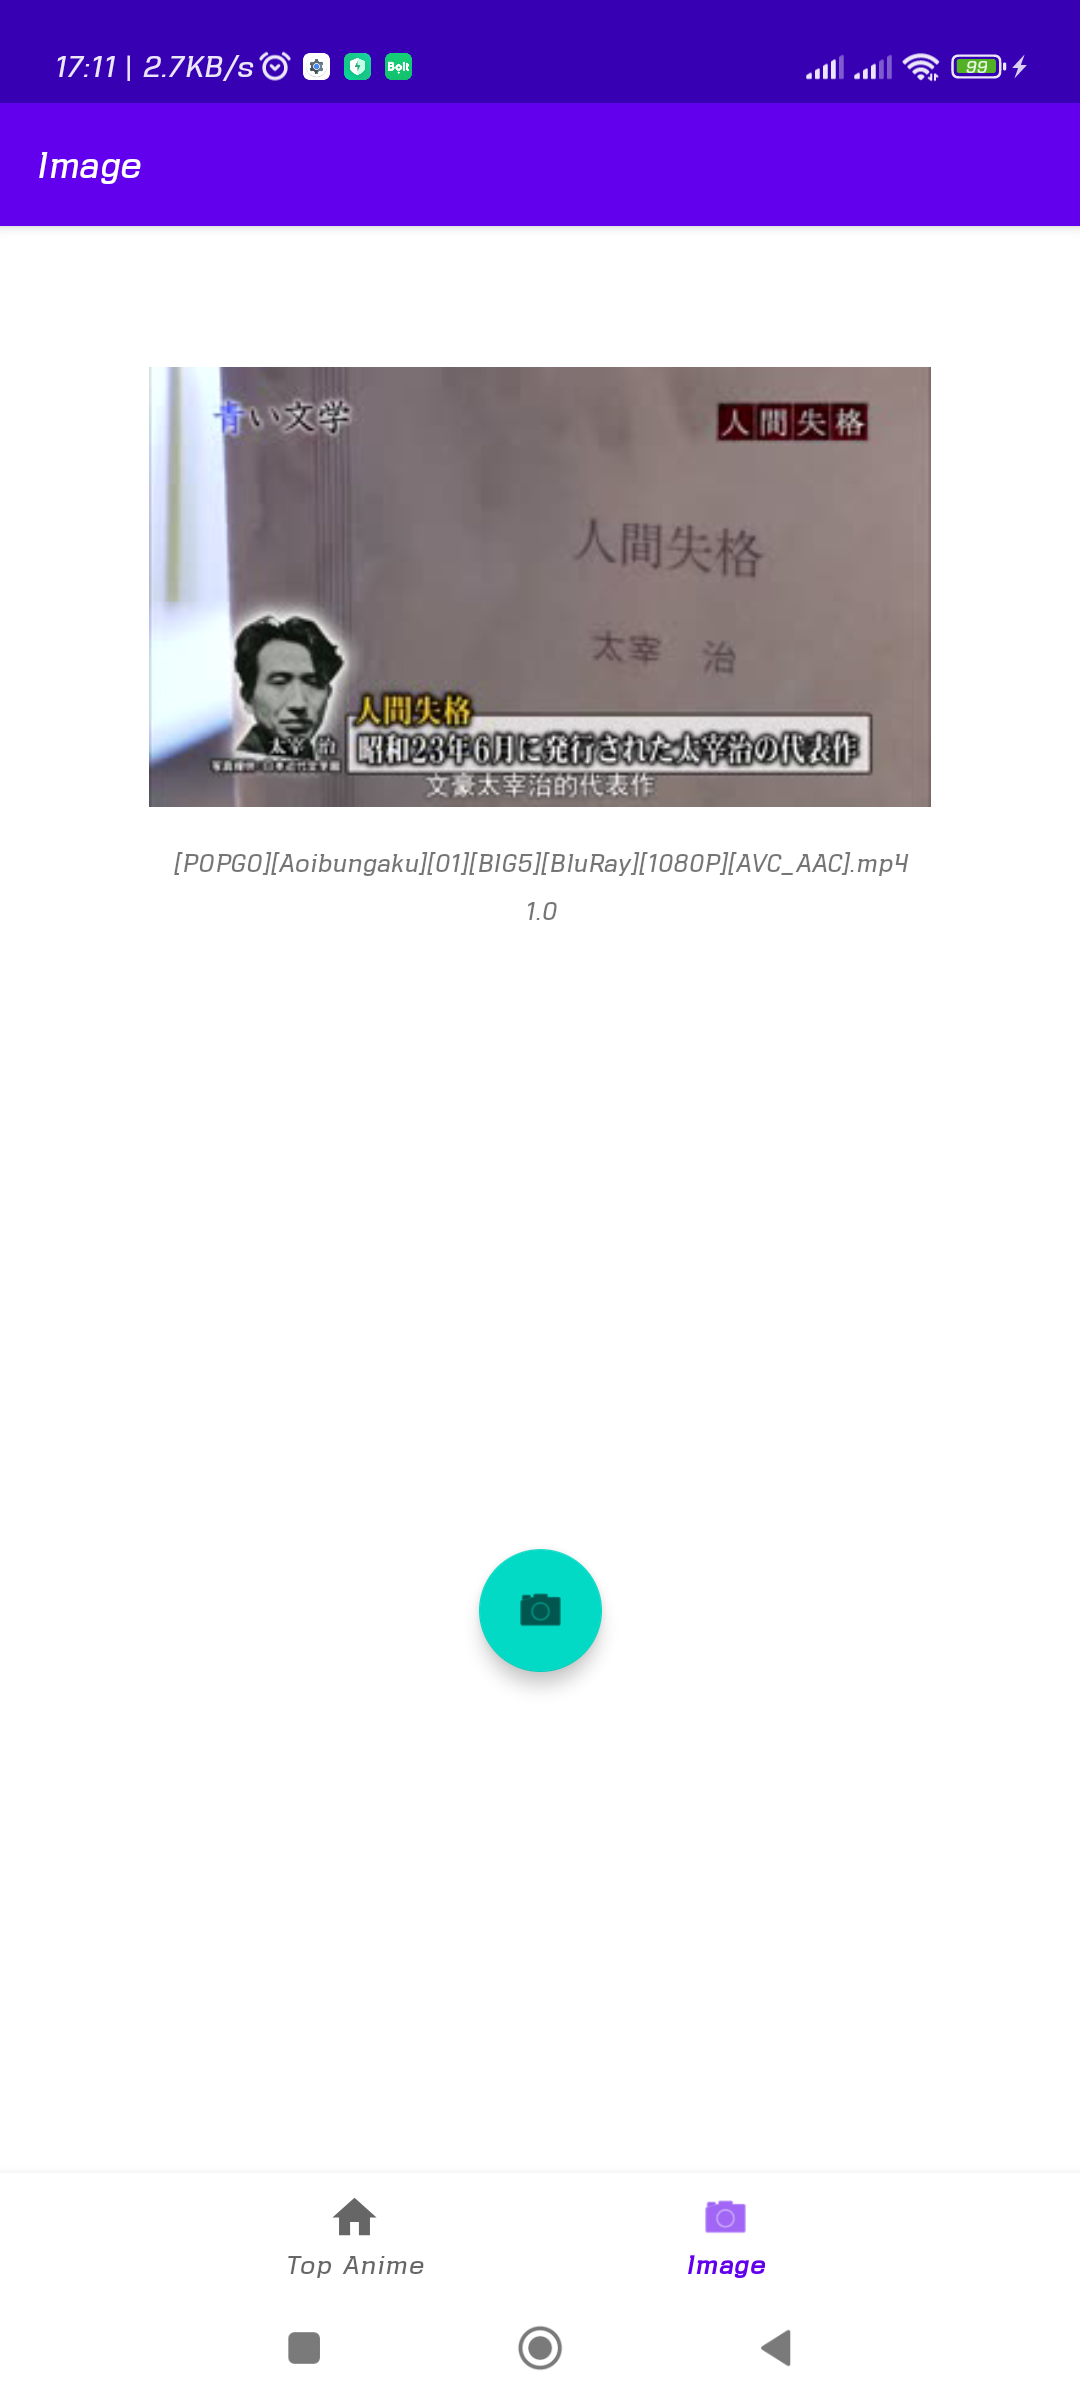 17:11 | 2.7KB/s
Bolt
99
Image
青い文学
人間失格
人間失格
太宰 治
人間失格
太宰 治
昭和23年6月に発行された太宰治の代表作
文豪太宰治的代表作
[POPGO][Aoibungaku][01][BIG5][BluRay][1080P][AVC_AAC].mp4
1.0
Top Anime
Image